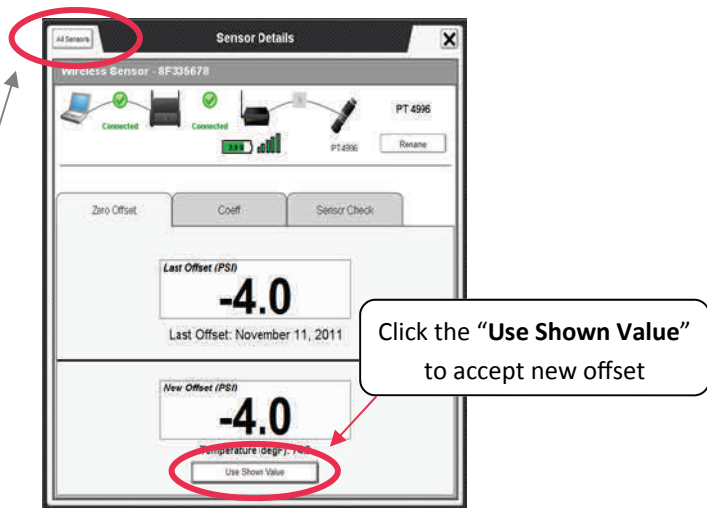 All Sensors
Sensor Details
X
Wireless Sensor - 8F335678
Connected
Connected
PT 4996
PT4996
Rename
Zero Offset
Coeff
Sensor Check
Last Offset (PSI)
-4.0
Last Offset: November 11, 2011
New Offset (PSI)
-4.0
Temperature (degF):
Use Shown Value
Click the “Use Shown Value”
to accept new offset